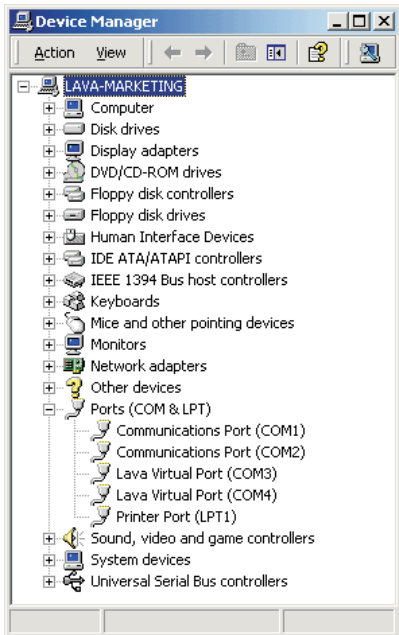 Device Manager
Action View
LAVA-MARKETING
Computer
Disk drives
Display adapters
DVD/CD-ROM drives
Floppy disk controllers
Floppy disk drives
Human Interface Devices
IDE ATA/ATAPI controllers
IEEE 1394 Bus host controllers
Keyboards
Mice and other pointing devices
Monitors
Network adapters
Other devices
Ports (COM & LPT)
Communications Port (COM1)
Communications Port (COM2)
Lava Virtual Port (COM3)
Lava Virtual Port (COM4)
Printer Port (LPT1)
Sound, video and game controllers
System devices
Universal Serial Bus controllers